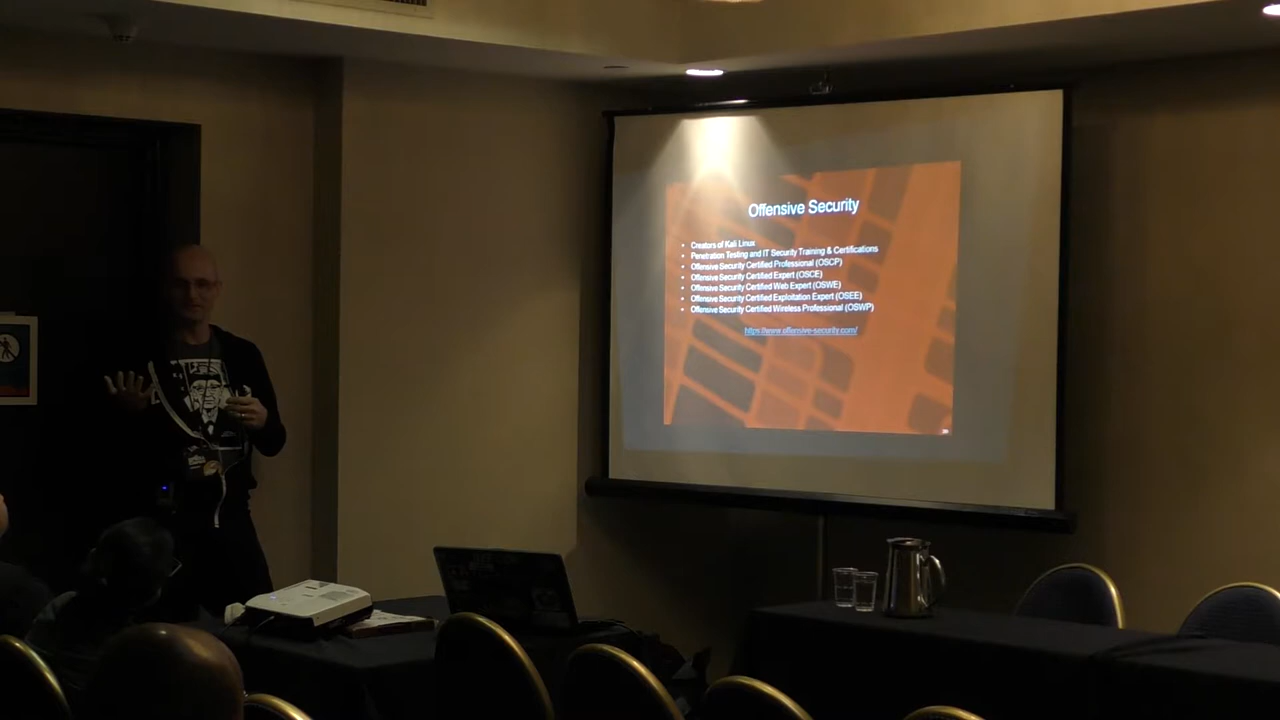 Offensive Security
• Creators of Kali Linux
• Penetration Testing and IT Security Training & Certifications
• Offensive Security Certified Professional (OSCP)
• Offensive Security Certified Expert (OSCE)
• Offensive Security Certified Web Expert (OSWE)
• Offensive Security Certified Exploitation Expert (OSEE)
• Offensive Security Certified Wireless Professional (OSWP)
https://www.offensive-security.com/